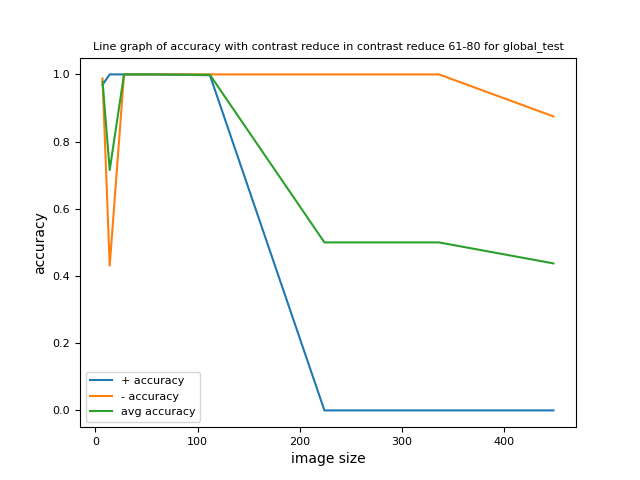 Line graph of accuracy with contrast reduce in contrast reduce 61-80 for global_test
1.0
0.8
0.6
0.4
0.2
0.0
accuracy
+ accuracy
- accuracy
avg accuracy
0 100 200 300 400
image size